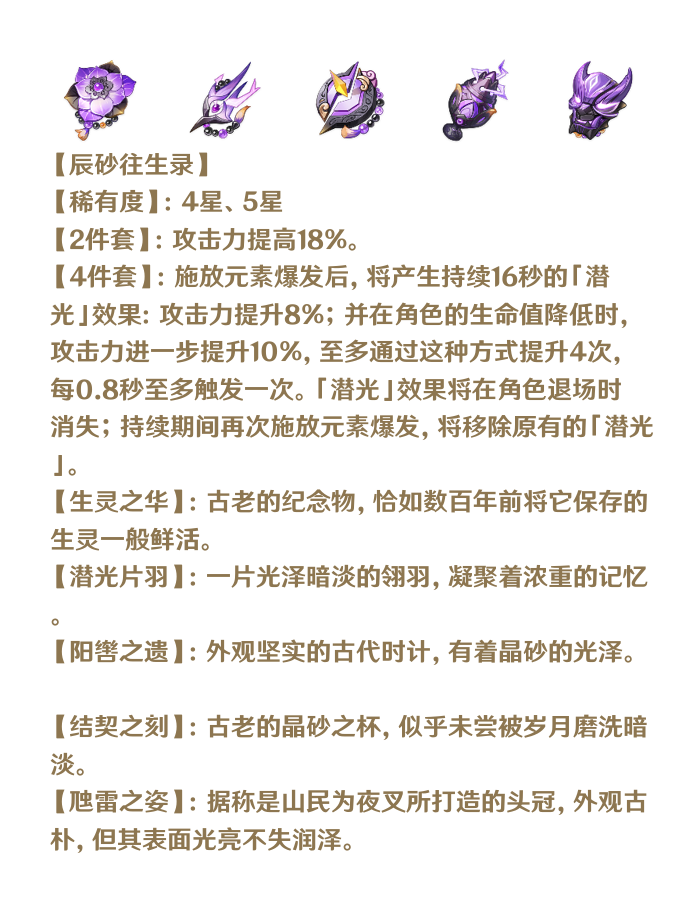 【辰砂往生录】
【稀有度】：4星、5星
【2件套】：攻击力提高18%。
【4件套】：施放元素爆发后，将产生持续16秒的「潜
光」效果：攻击力提升8%；并在角色的生命值降低时，
攻击力进一步提升10%，至多通过这种方式提升4次，
每0.8秒至多触发一次。「潜光」效果将在角色退场时
消失；持续期间再次施放元素爆发，将移除原有的「潜光
」。
【生灵之华】：古老的纪念物，恰如数百年前将它保存的
生灵一般鲜活。
【潜光片羽】：一片光泽暗淡的翎羽，凝聚着浓重的记忆
。
【阳辔之遗】：外观坚实的古代时计，有着晶砂的光泽。
【结契之刻】：古老的晶砂之杯，似乎未尝被岁月磨洗暗
淡。
【虺雷之姿】：据称是山民为夜叉所打造的头冠，外观古
朴，但其表面光亮不失润泽。